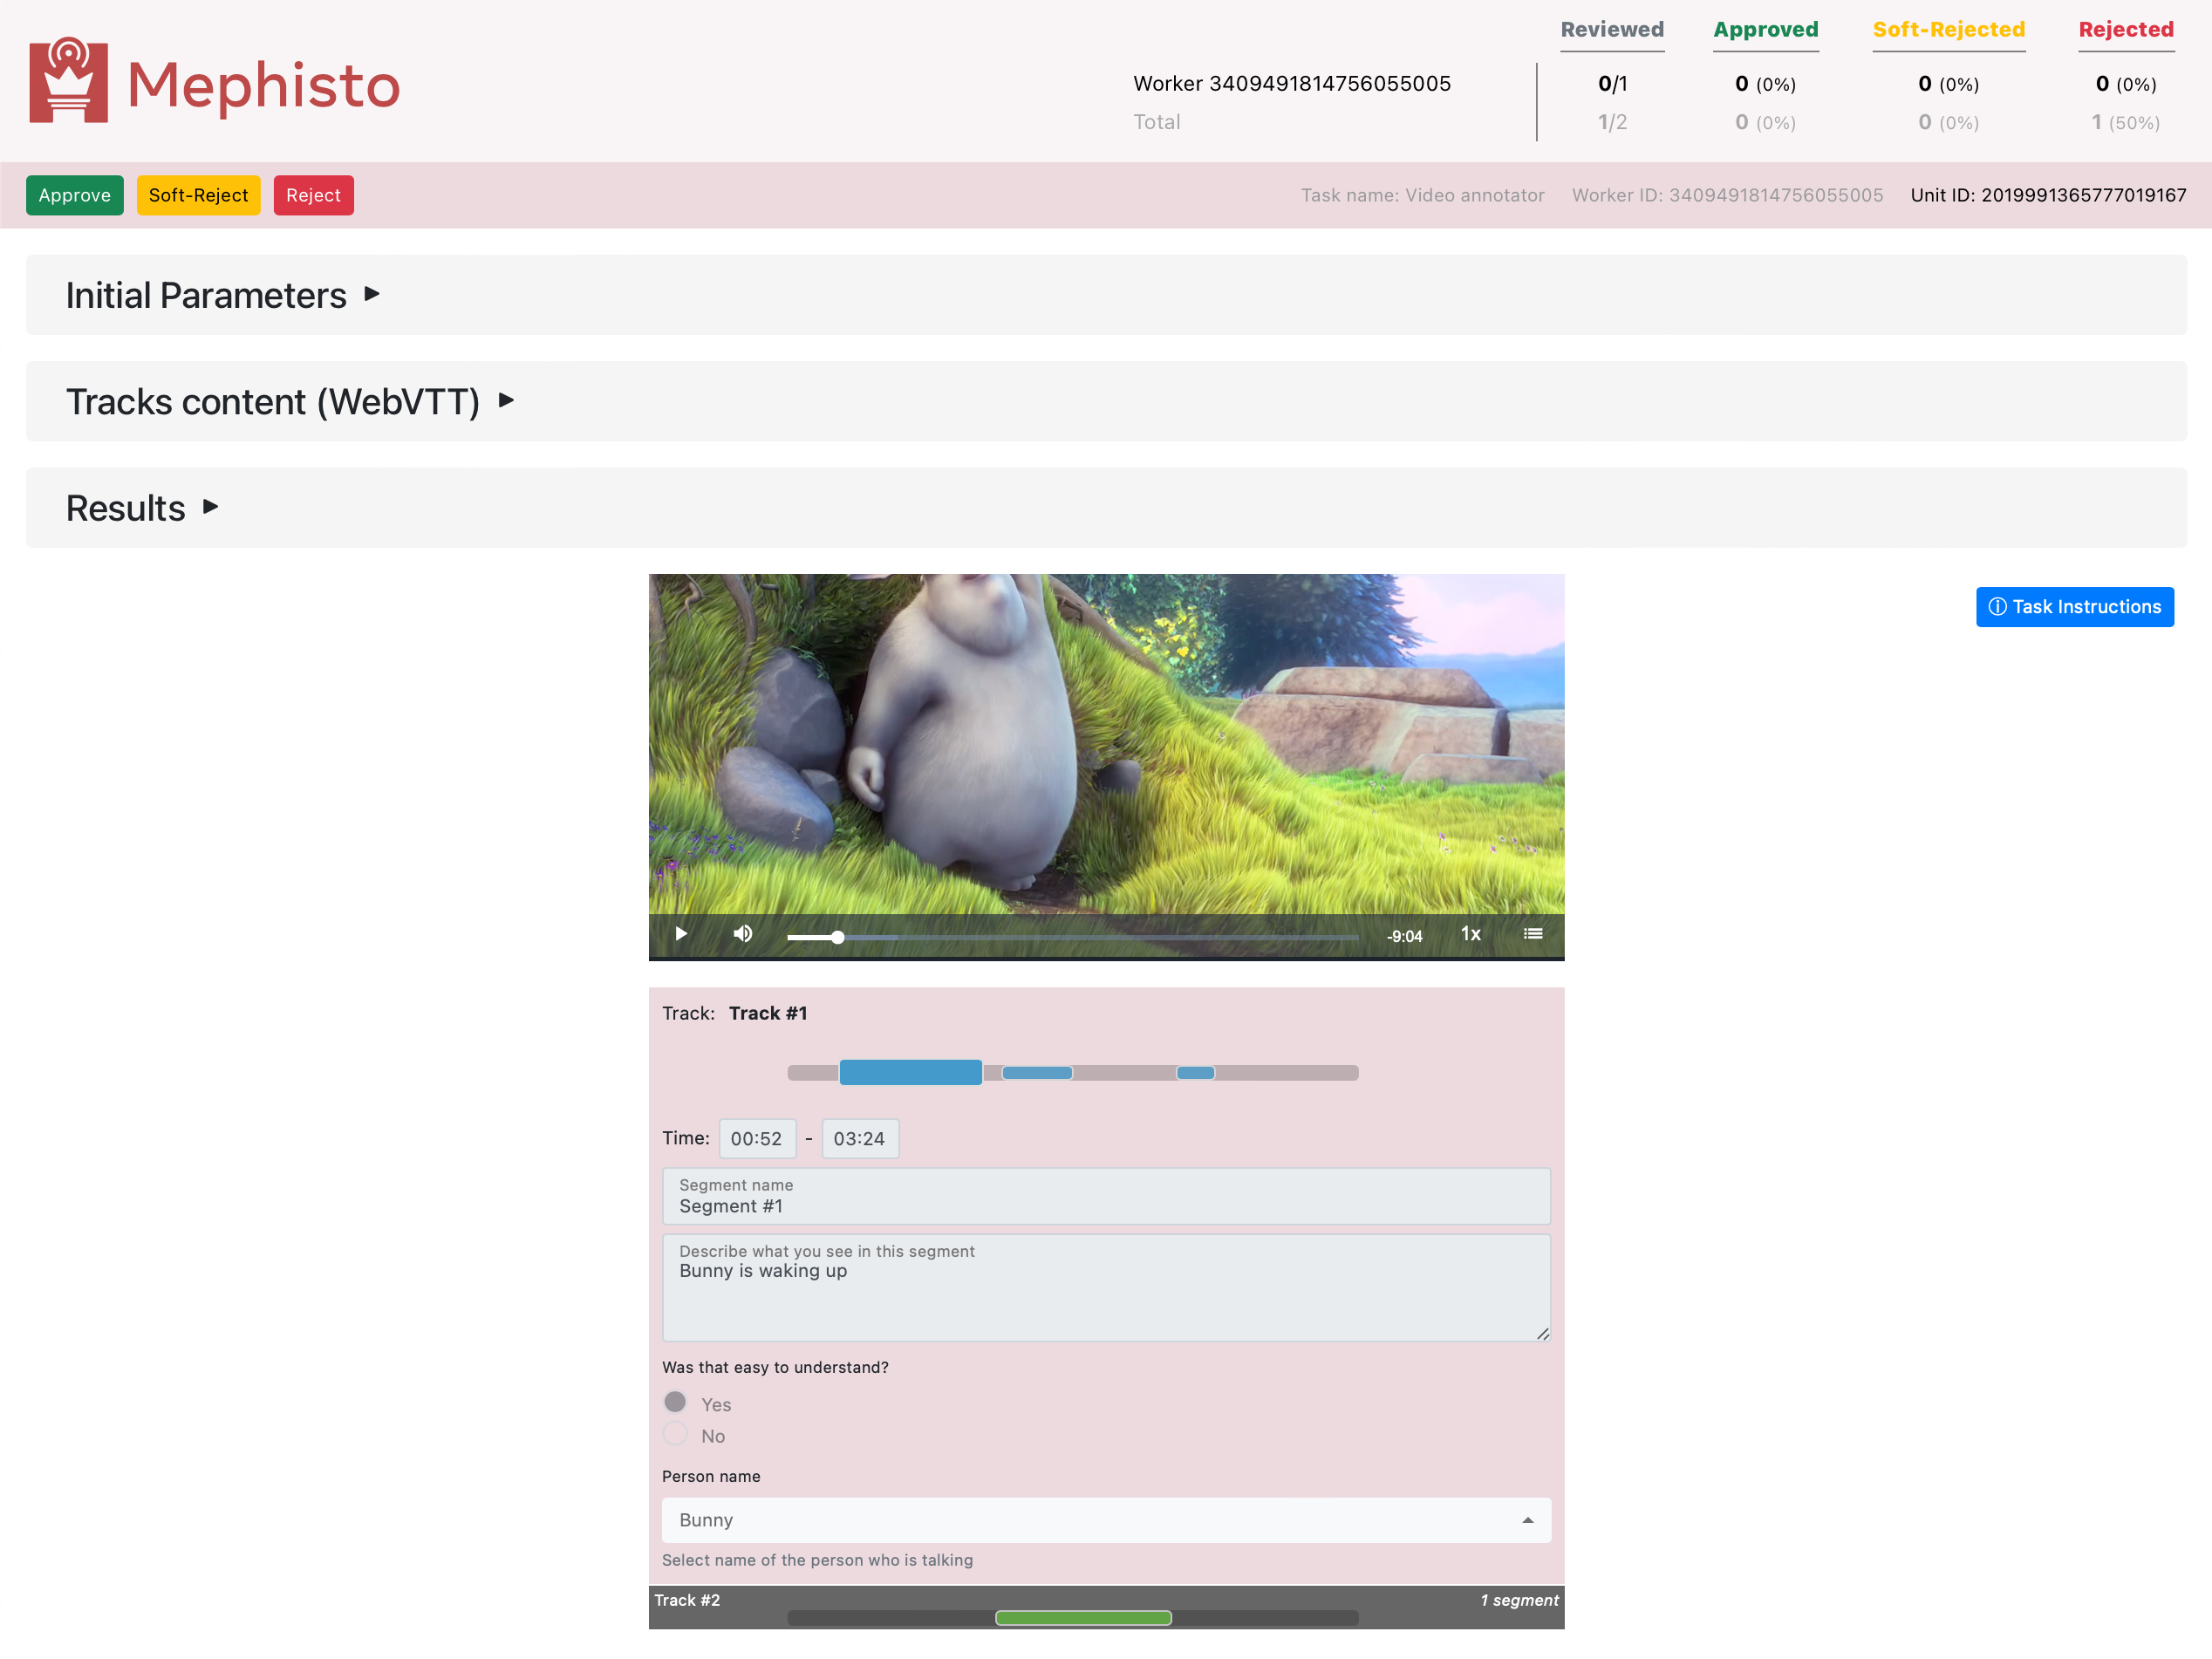 Mephisto
Reviewed Approved Soft-Rejected Rejected
Worker 3409491814756055005 0/1 0 (0%) 0 (0%) 0 (0%)
Total 1/2 0 (0%) 0 (0%) 1 (50%)
Approve Soft-Reject Reject Task name: Video annotator Worker ID: 3409491814756055005 Unit ID: 2019991365777019167
Initial Parameters
Tracks content (WebVTT)
Results
Task Instructions
-9:04 1x
Track: Track #1
Time: 00:52 - 03:24
Segment name
Segment #1
Describe what you see in this segment
Bunny is waking up
Was that easy to understand?
Yes
No
Person name
Bunny
Select name of the person who is talking
Track #2 1 segment